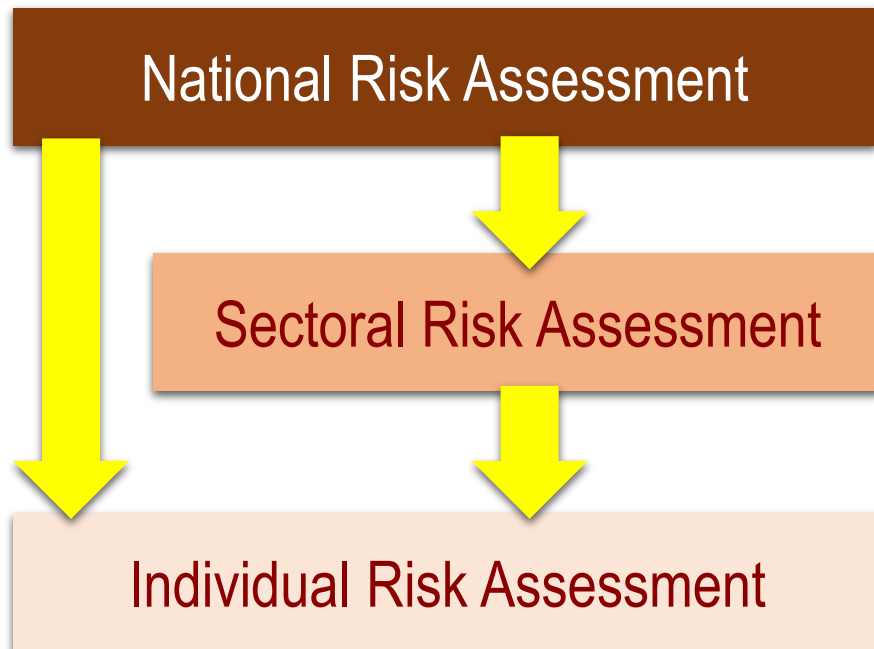 National Risk Assessment
Sectoral Risk Assessment
Individual Risk Assessment